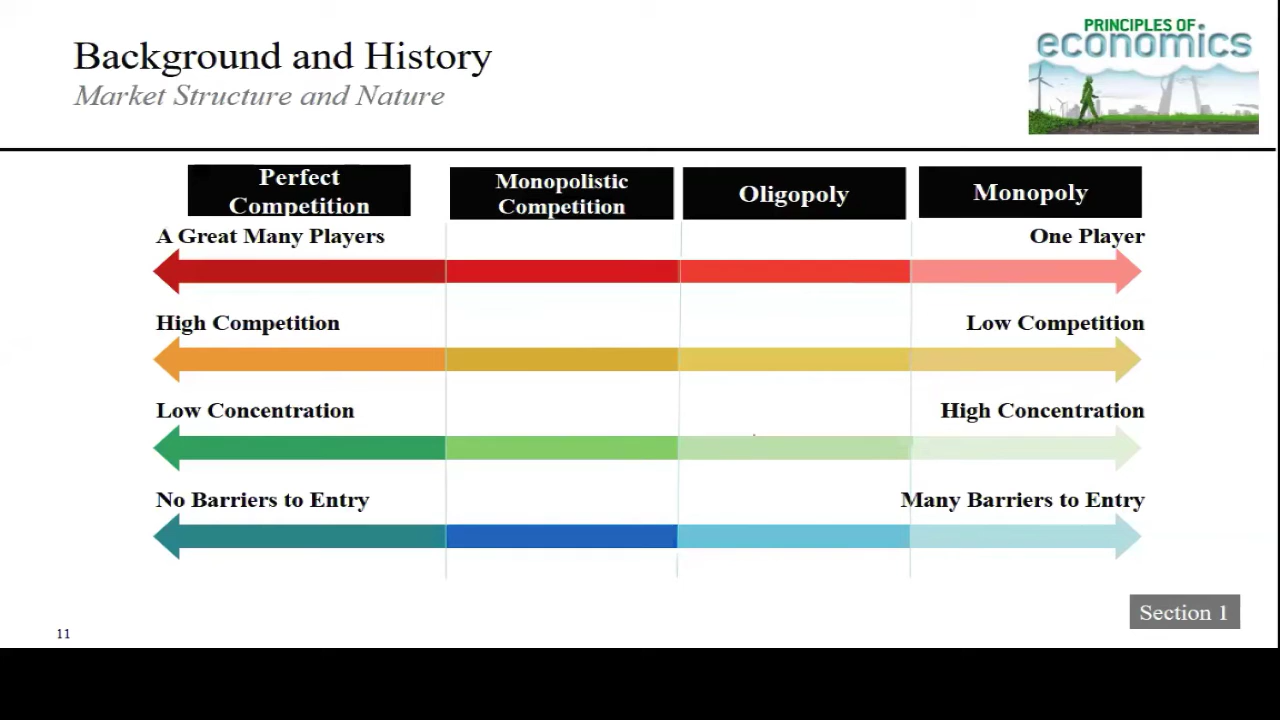 Background and History
Market Structure and Nature
PRINCIPLES OF
economics
Perfect
Competition
Monopolistic
Competition
Oligopoly
Monopoly
A Great Many Players
One Player
High Competition
Low Competition
Low Concentration
High Concentration
No Barriers to Entry
Many Barriers to Entry
Section 1
11